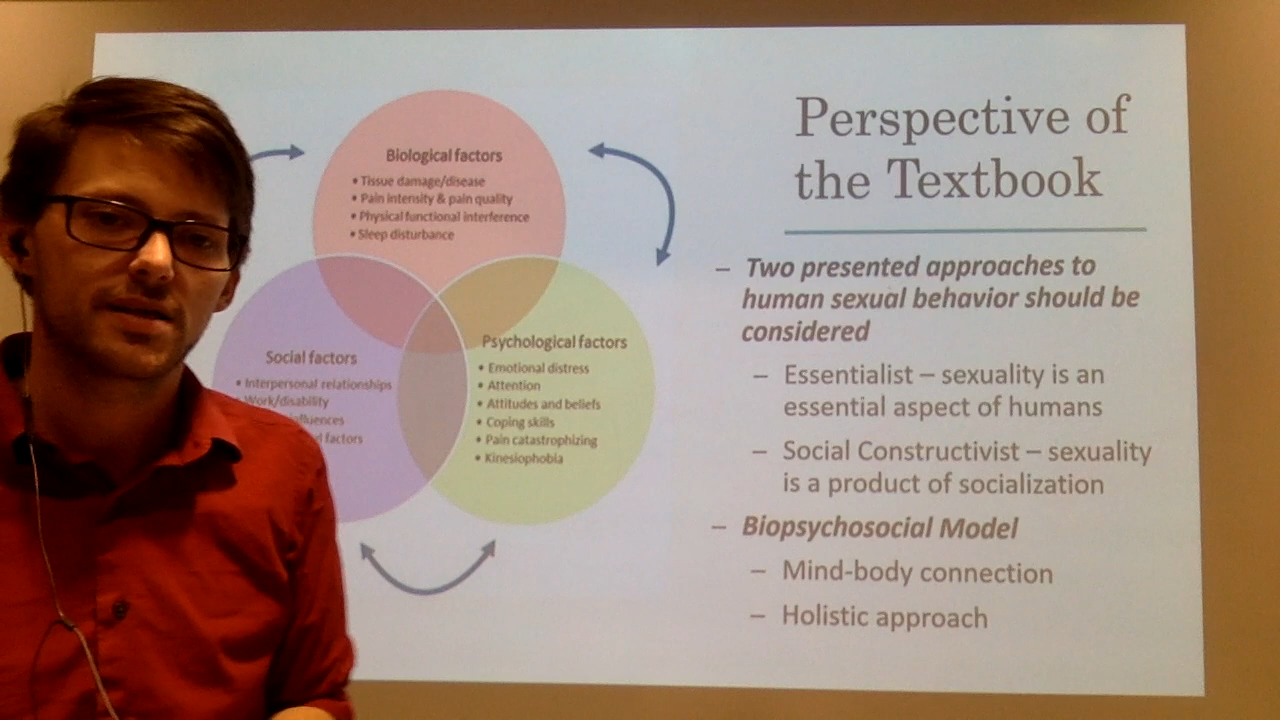 Perspective of
the Textbook
– Two presented approaches to
human sexual behavior should be
considered
– Essentialist – sexuality is an
essential aspect of humans
– Social Constructivist – sexuality
is a product of socialization
– Biopsychosocial Model
– Mind-body connection
– Holistic approach
Biological factors
• Tissue damage/disease
• Pain intensity & pain quality
• Physical functional interference
• Sleep disturbance
Social factors
• Interpersonal relationships
Work/disability
influences
factors
Psychological factors
• Emotional distress
• Attention
• Attitudes and beliefs
• Coping skills
• Pain catastrophizing
• Kinesiophobia